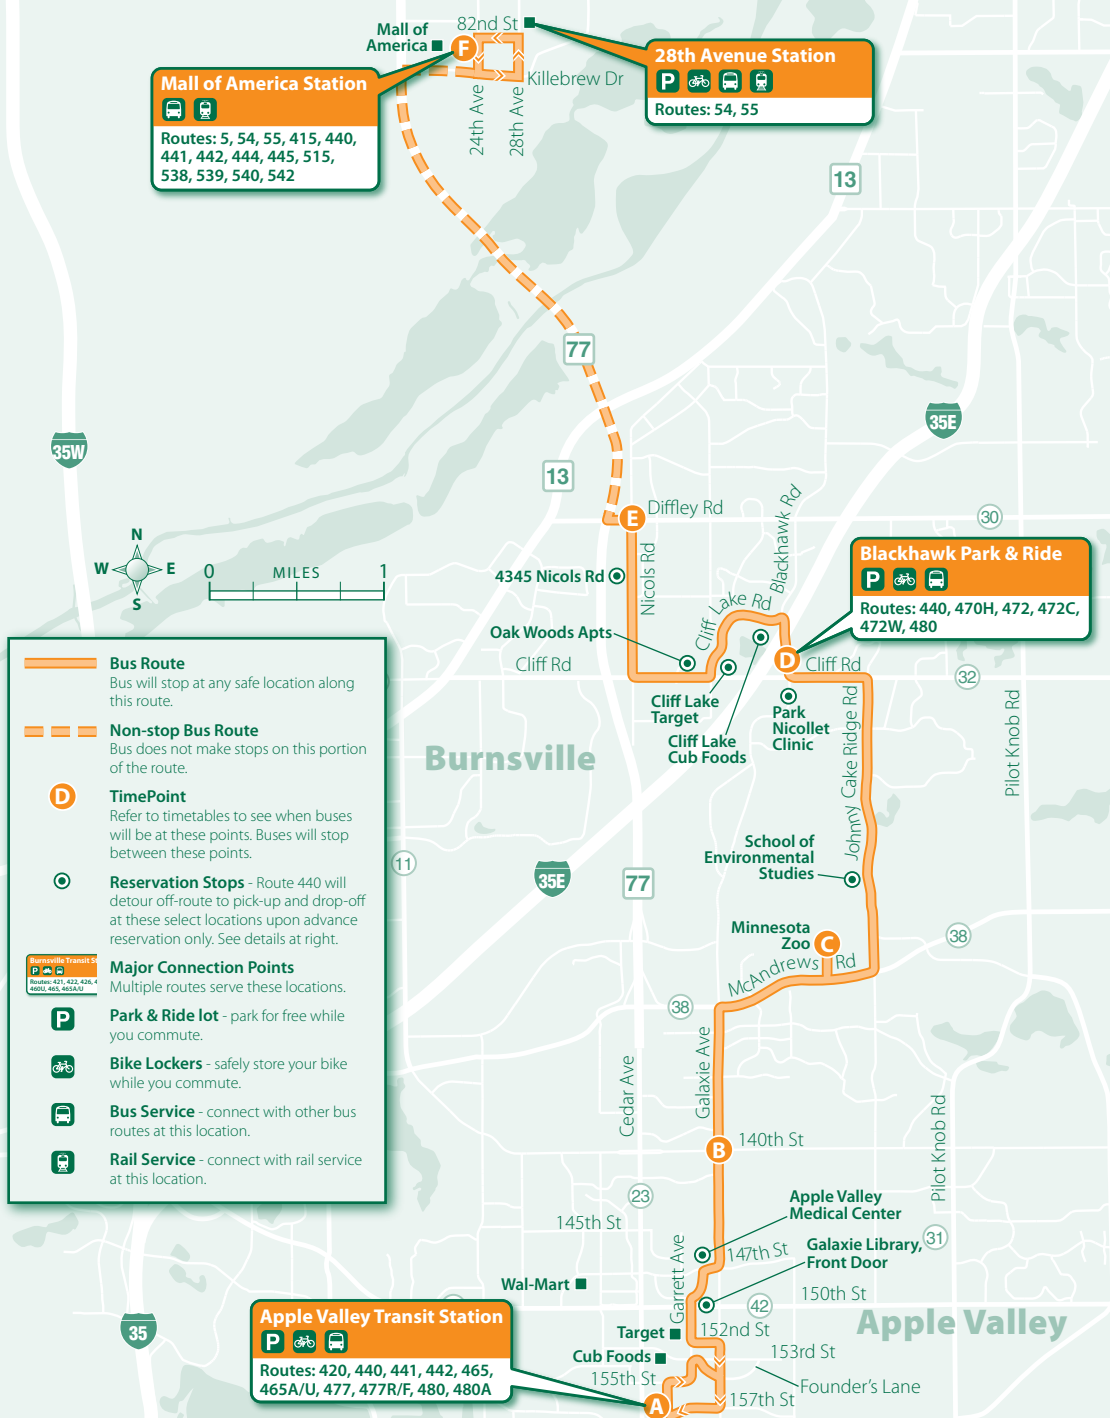 82nd St
Mall of
America
F
Killebrew Dr
24th Ave
28th Ave
28th Avenue Station
P
Routes: 54, 55
Mall of America Station
Routes: 5, 54, 55, 415, 440,
441, 442, 444, 445, 515,
538, 539, 540, 542
13
77
35E
35W
13
E
Diffley Rd
30
Blackhawk Rd
N
W
E
S
0
MILES
1
4345 Nicols Rd
Nicols Rd
Oak Woods Apts
Cliff Lake Rd
Cliff Rd
Blackhawk Park & Ride
P
Routes: 440, 470H, 472, 472C,
472W, 480
D
Cliff Rd
32
Cliff Lake
Target
Cliff Lake
Cub Foods
Park
Nicollet
Clinic
Johnny Cake Ridge Rd
Pilot Knob Rd
Burnsville
Bus Route
Bus will stop at any safe location along
this route.
Non-stop Bus Route
Bus does not make stops on this portion
of the route.
D
TimePoint
Refer to timetables to see when buses
will be at these points. Buses will stop
between these points.
Reservation Stops - Route 440 will
detour off-route to pick-up and drop-off
at these select locations upon advance
reservation only. See details at right.
Burnsville Transit St
P
Routes: 421, 422, 426, 4
460U, 465, 465A/U
Major Connection Points
Multiple routes serve these locations.
P
Park & Ride lot - park for free while
you commute.
Bike Lockers - safely store your bike
while you commute.
Bus Service - connect with other bus
routes at this location.
Rail Service - connect with rail service
at this location.
11
35E
77
School of
Environmental
Studies
Minnesota
Zoo
C
McAndrews Rd
38
38
Galaxie Ave
Cedar Ave
B
140th St
Pilot Knob Rd
23
145th St
Apple Valley
Medical Center
31
147th St
Galaxie Library,
Front Door
Garrett Ave
Wal-Mart
150th St
42
Apple Valley
35
Apple Valley Transit Station
P
Routes: 420, 440, 441, 442, 465,
465A/U, 477, 477R/F, 480, 480A
Target
152nd St
Cub Foods
153rd St
155th St
Founder's Lane
A
157th St